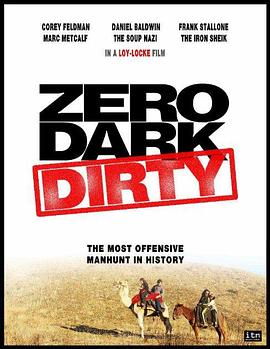 COREY FELDMAN DANIEL BALDWIN FRANK STALLONE
MARC METCALF THE SOUP NAZI THE IRON SHEIK
IN A LOY-LOCKE FILM
ZERO
DARK
DIRTY
THE MOST OFFENSIVE
MANHUNT IN HISTORY
itn